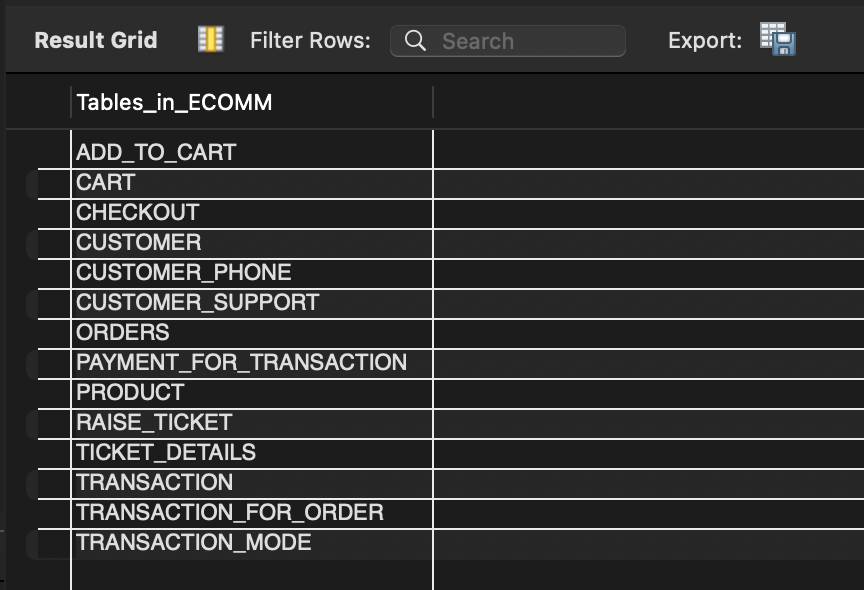 Result Grid Filter Rows: Search Export:
Tables_in_ECOMM
ADD_TO_CART
CART
CHECKOUT
CUSTOMER
CUSTOMER_PHONE
CUSTOMER_SUPPORT
ORDERS
PAYMENT_FOR_TRANSACTION
PRODUCT
RAISE_TICKET
TICKET_DETAILS
TRANSACTION
TRANSACTION_FOR_ORDER
TRANSACTION_MODE